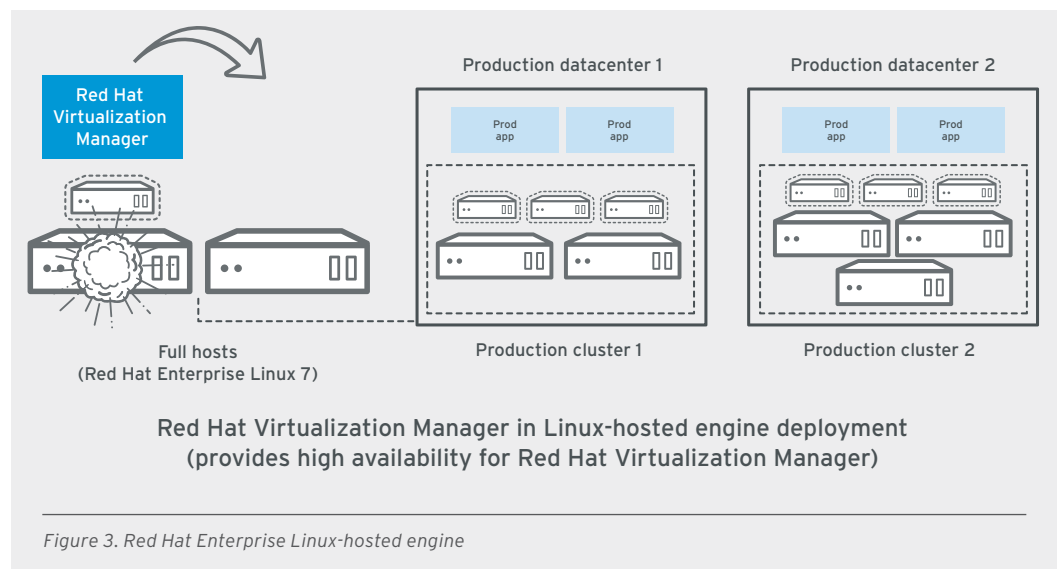 Red Hat
Virtualization
Manager
Production datacenter 1
Production datacenter 2
Prod
app
Prod
app
Prod
app
Prod
app
Full hosts
(Red Hat Enterprise Linux 7)
Production cluster 1
Production cluster 2
Red Hat Virtualization Manager in Linux-hosted engine deployment
(provides high availability for Red Hat Virtualization Manager)
Figure 3. Red Hat Enterprise Linux-hosted engine